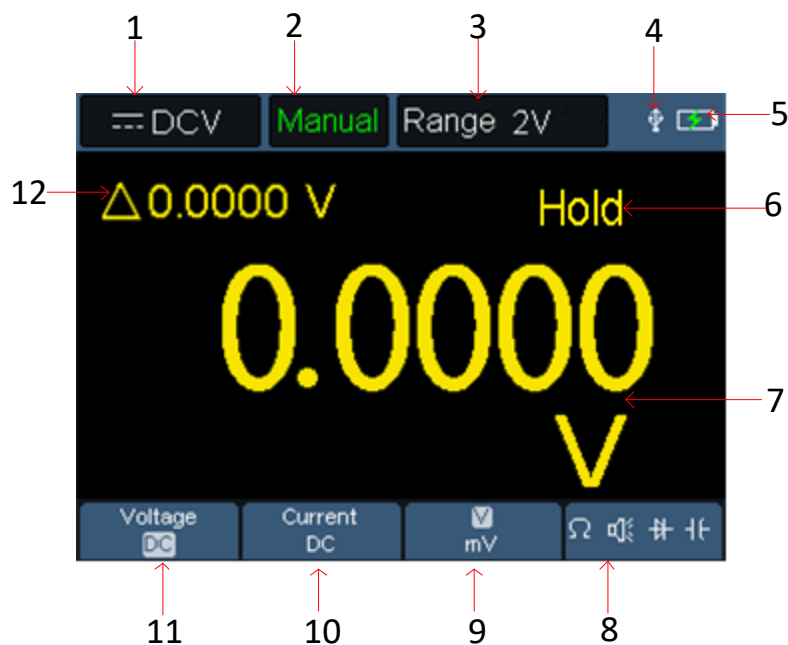 1 2 3 4
DCV Manual Range 2V
5
12
△0.0000 V
Hold
6
0.0000
7
V
Voltage Current V
DC DC mV
Ω
11 10 9 8